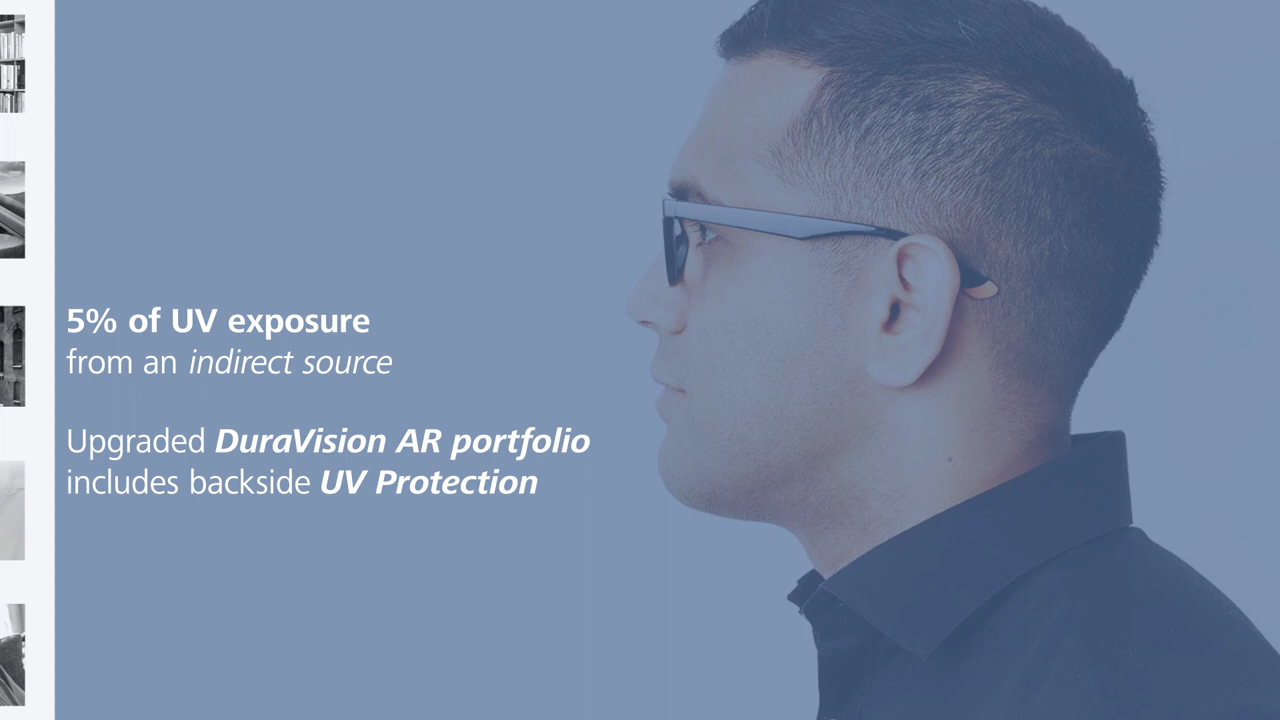 5% of UV exposure
from an indirect source
Upgraded DuraVision AR portfolio
includes backside UV Protection